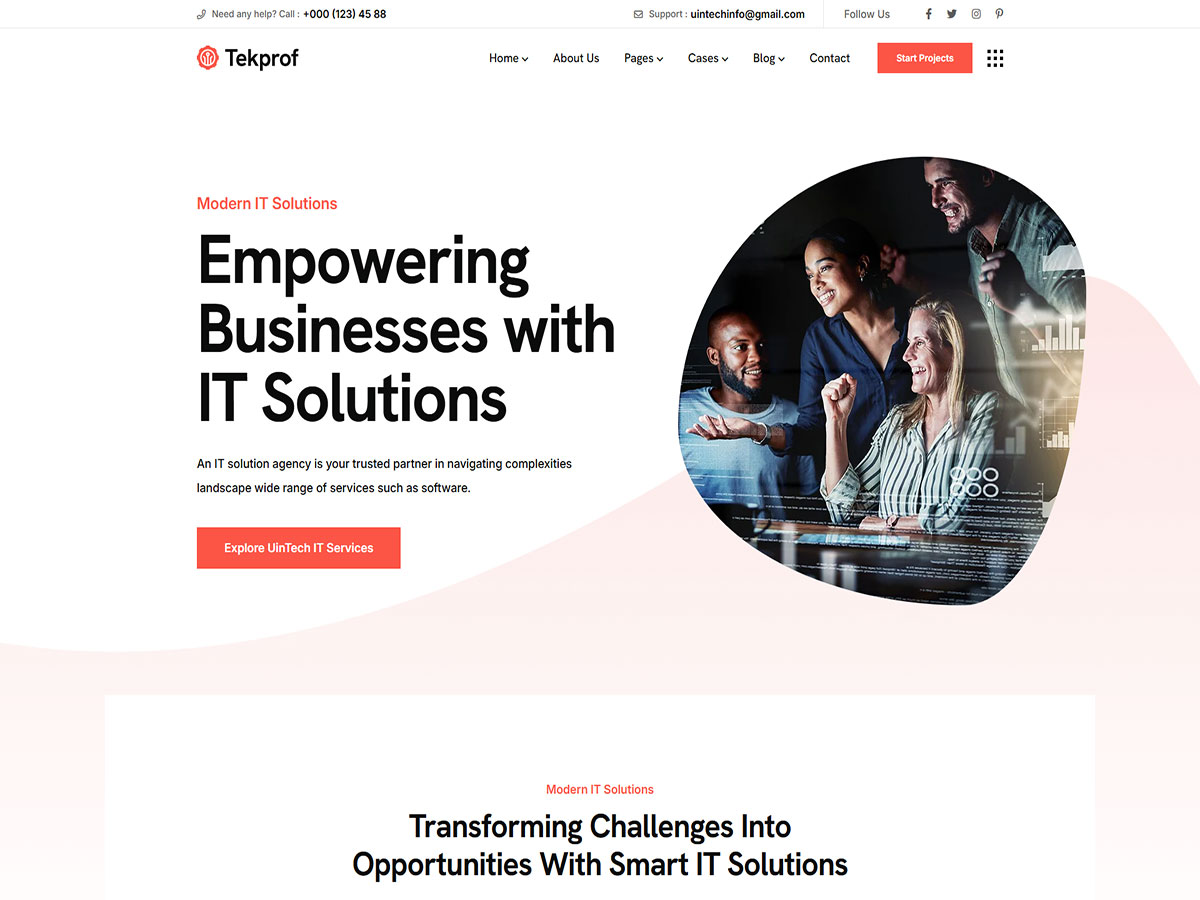 Need any help? Call : +000 (123) 45 88
Support : uintechinfo@gmail.com
Follow Us
Tekprof
Home
About Us
Pages
Cases
Blog
Contact
Start Projects
Modern IT Solutions
Empowering
Businesses with
IT Solutions
An IT solution agency is your trusted partner in navigating complexities
landscape wide range of services such as software.
Explore UinTech IT Services
Modern IT Solutions
Transforming Challenges Into
Opportunities With Smart IT Solutions